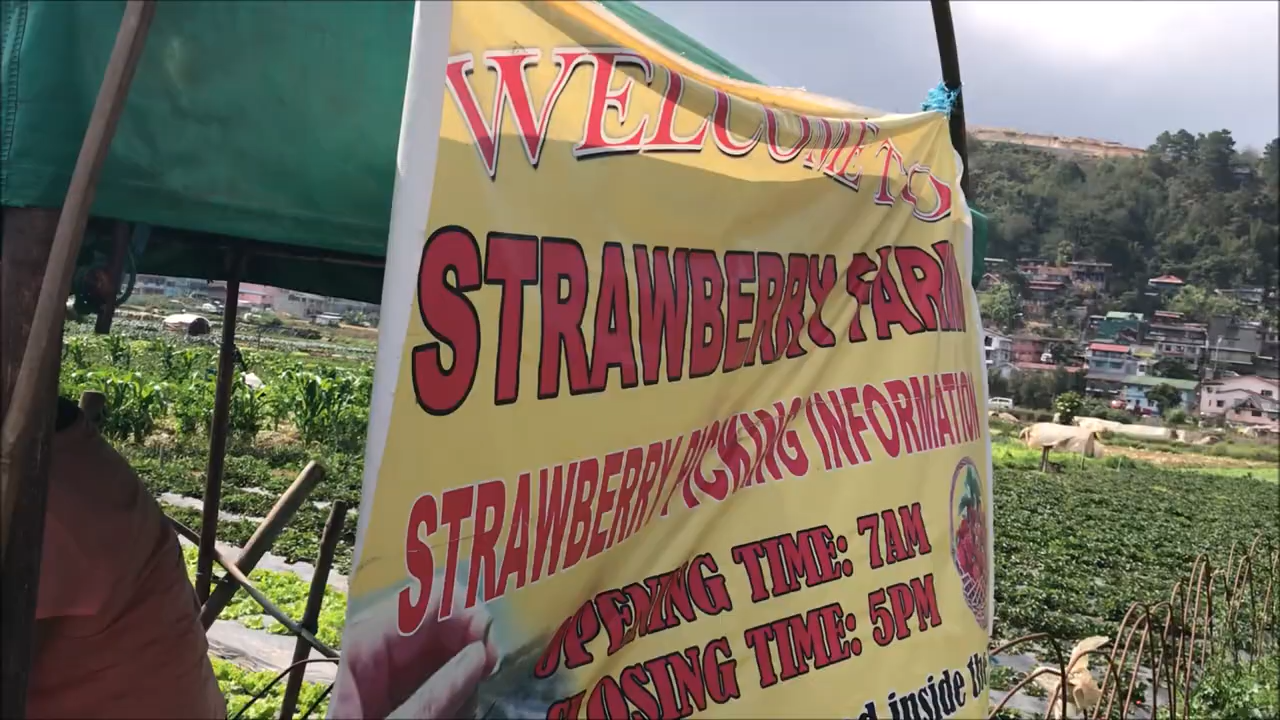 WELCOME TO
STRAWBERRY FARM
STRAWBERRY PICKING INFORMATION
OPENING TIME: 7AM
CLOSING TIME: 5PM
inside the